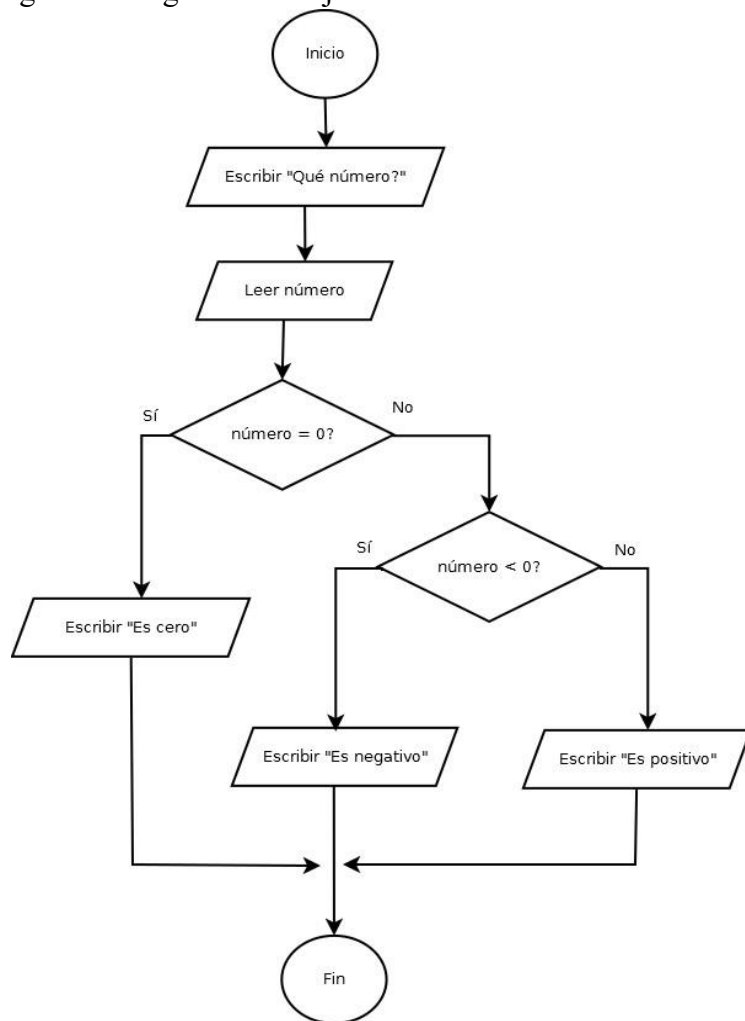 Inicio
Escribir "Qué número?"
Leer número
Sí
No
número = 0?
Sí
No
número < 0?
Escribir "Es cero"
Escribir "Es negativo"
Escribir "Es positivo"
Fin